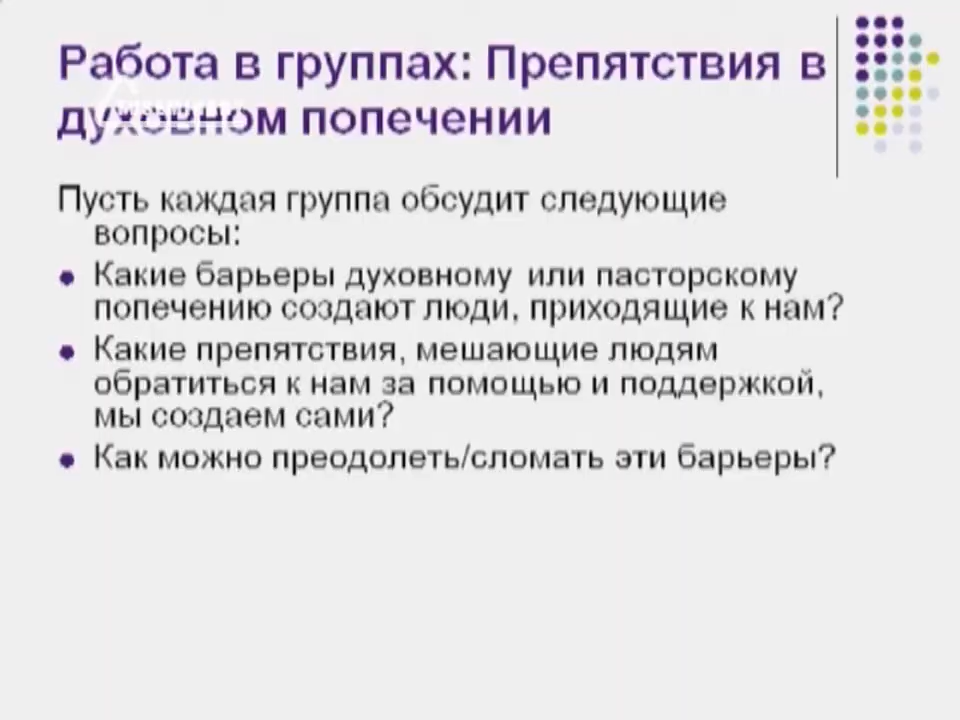 Работа в группах: Препятствия в
духовном попечении
Пусть каждая группа обсудит следующие
вопросы:
Какие барьеры духовному или пасторскому
попечению создают люди, приходящие к нам?
Какие препятствия, мешающие людям
обратиться к нам за помощью и поддержкой,
мы создаем сами?
Как можно преодолеть/сломать эти барьеры?